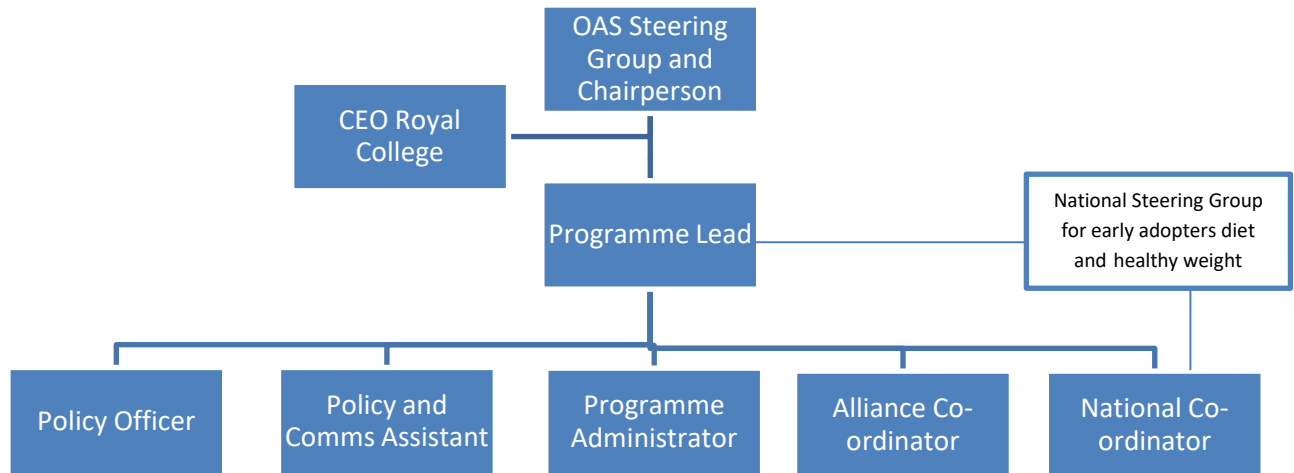 OAS Steering
Group and
Chairperson
CEO Royal
College
Programme Lead
National Steering Group
for early adopters diet
and healthy weight
Policy Officer
Policy and
Comms Assistant
Programme
Administrator
Alliance Co-
ordinator
National Co-
ordinator